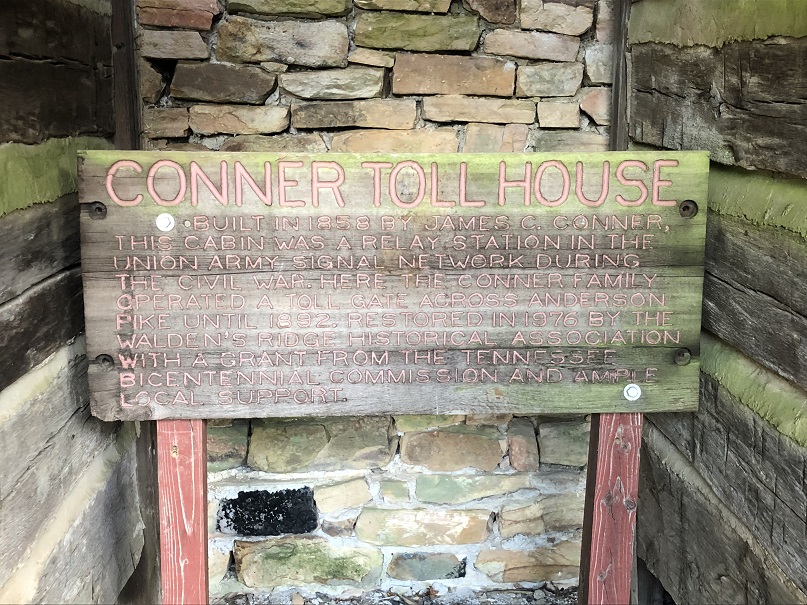 CONNER TOLL HOUSE
BUILT IN 1858 BY JAMES C. CONNER,
THIS CABIN WAS A RELAY STATION IN THE
UNION ARMY SIGNAL NETWORK DURING
THE CIVIL WAR. HERE THE CONNER FAMILY
OPERATED A TOLL GATE ACROSS ANDERSON
PIKE UNTIL 1892. RESTORED IN 1976 BY THE
WALDEN'S RIDGE HISTORICAL ASSOCIATION
WITH A GRANT FROM THE TENNESSEE
BICENTENNIAL COMMISSION AND AMPLE
LOCAL SUPPORT.